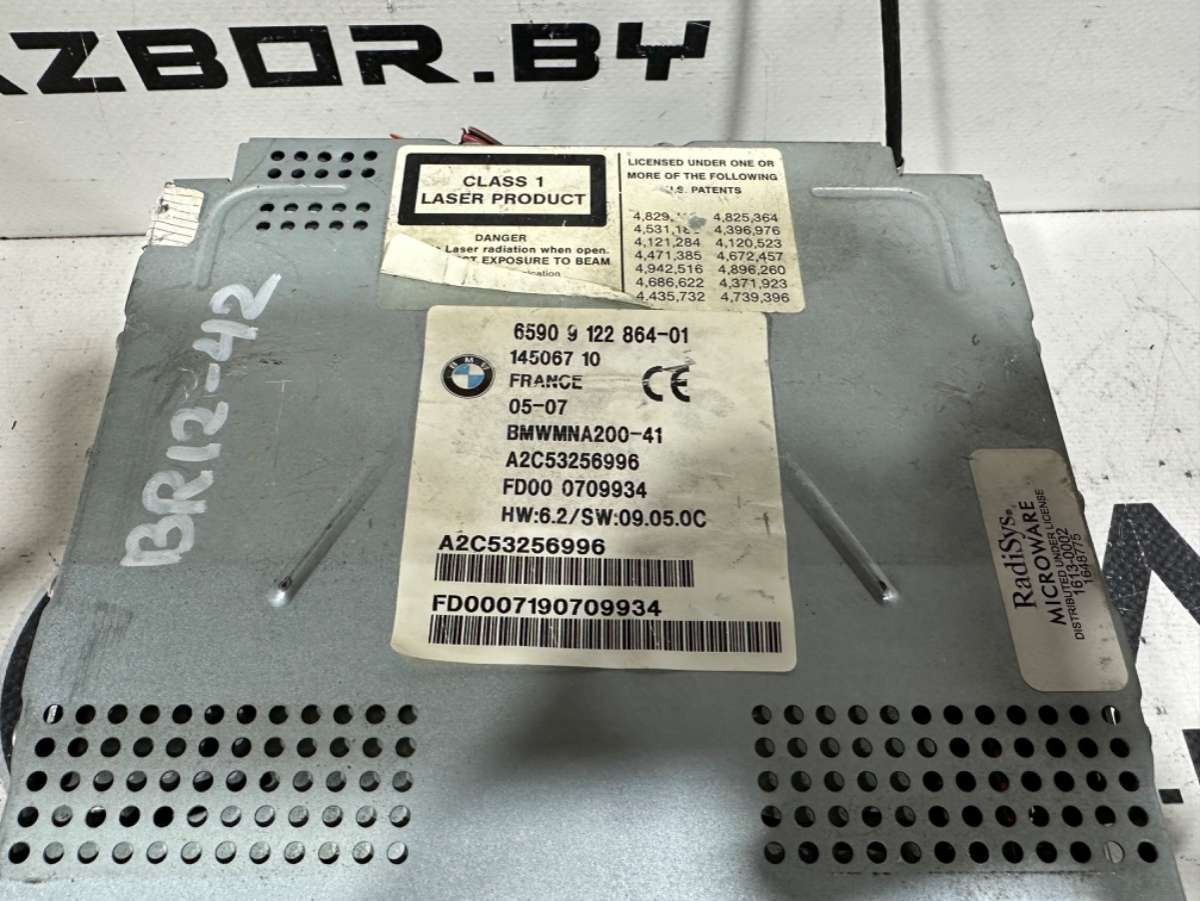 AZBOR.BY
CLASS 1
LASER PRODUCT
DANGER
Laser radiation when open.
EXPOSURE TO BEAM
LICENSED UNDER ONE OR
MORE OF THE FOLLOWING
U.S. PATENTS
4,825,364
4,396,976
4,121,284 4,120,523
4,471,385 4,672,457
4,942,516 4,896,260
4,686,622 4,371,923
4,435,732 4,739,396
BR12-42
BMW
6590 9 122 864-01
145067 10
FRANCE
CE
05-07
BMWMNA200-41
A2C53256996
FD00 0709934
HW:6.2/SW:09.05.0C
A2C53256996
FD0007190709934
RadiSys®
MICROWARE
DISTRIBUTED UNDER LICENSE
1613-0002
1648775